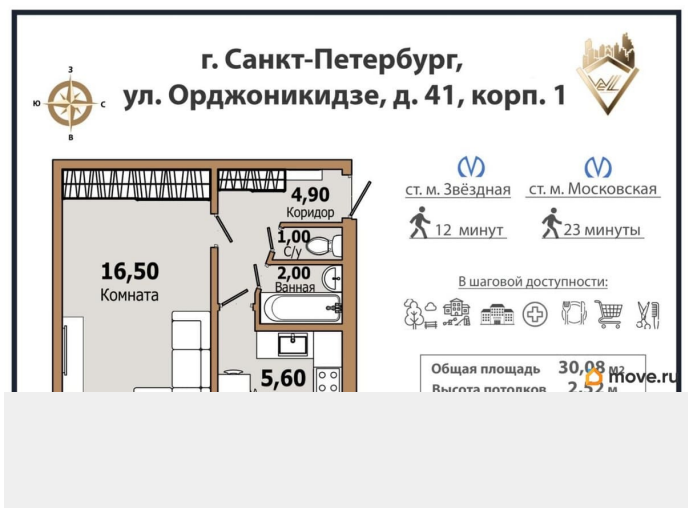 г. Санкт-Петербург,
ул. Орджоникидзе, д. 41, корп. 1
З
Ю
С
В
ст. м. Звёздная
ст. м. Московская
12 минут
23 минуты
4,90
Коридор
1,00
С/у
16,50
Комната
2,00
Ванная
В шаговой доступности:
5,60
Общая площадь 30,08 м2
Высота потолков 2,52 м
move.ru